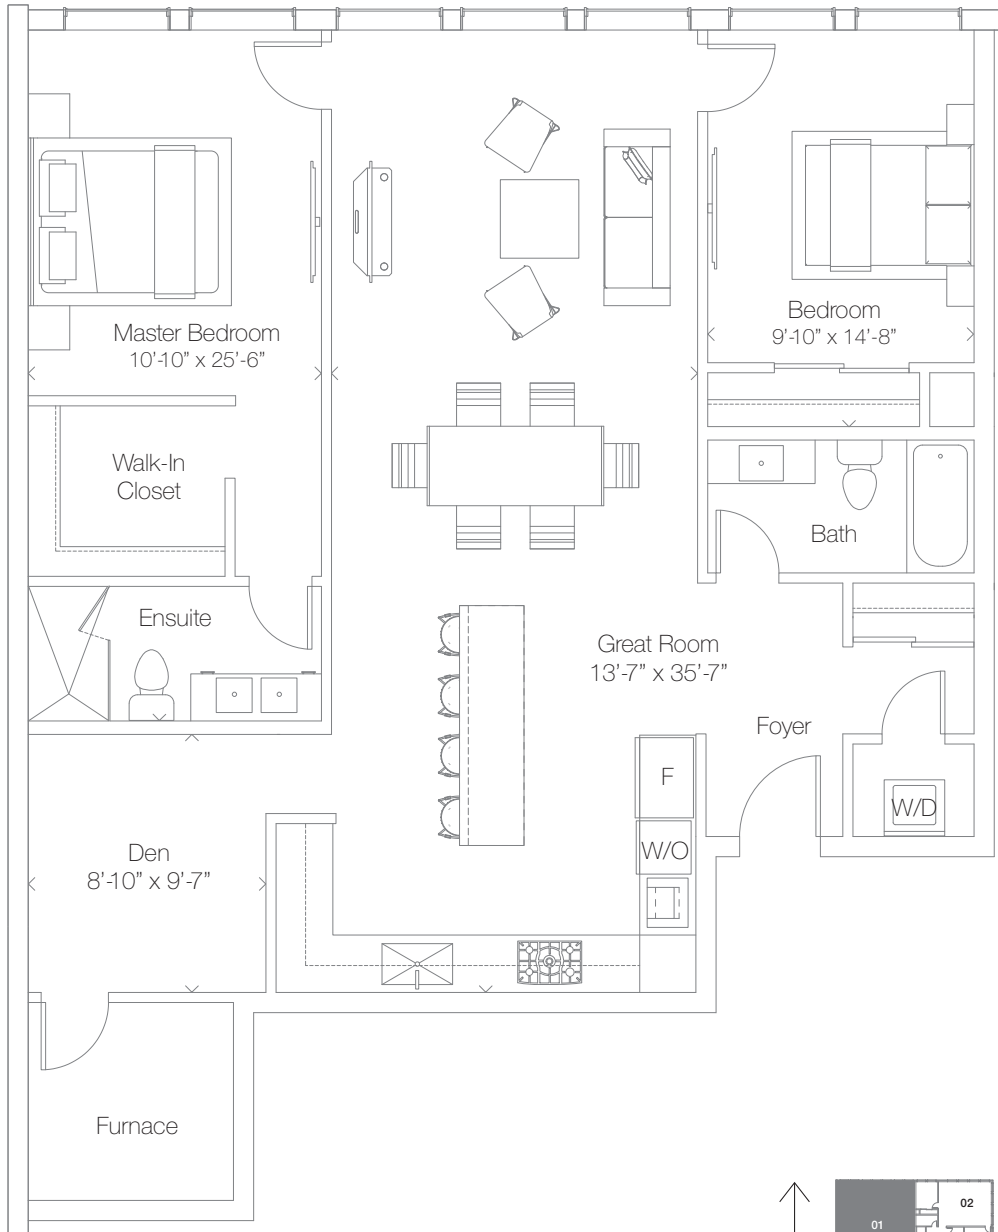 Master Bedroom
10'-10” x 25'-6”
Bedroom
9'-10” x 14'-8”
Walk-In
Closet
Bath
Ensuite
Great Room
13'-7” x 35'-7”
Foyer
F
W/D
W/O
Den
8'-10” x 9'-7”
Furnace
02
01